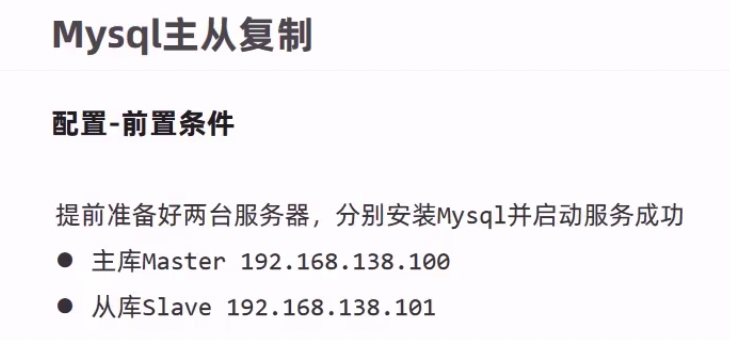 Mysql主从复制
配置-前置条件
提前准备好两台服务器，分别安装Mysql并启动服务成功
● 主库Master 192.168.138.100
● 从库Slave 192.168.138.101